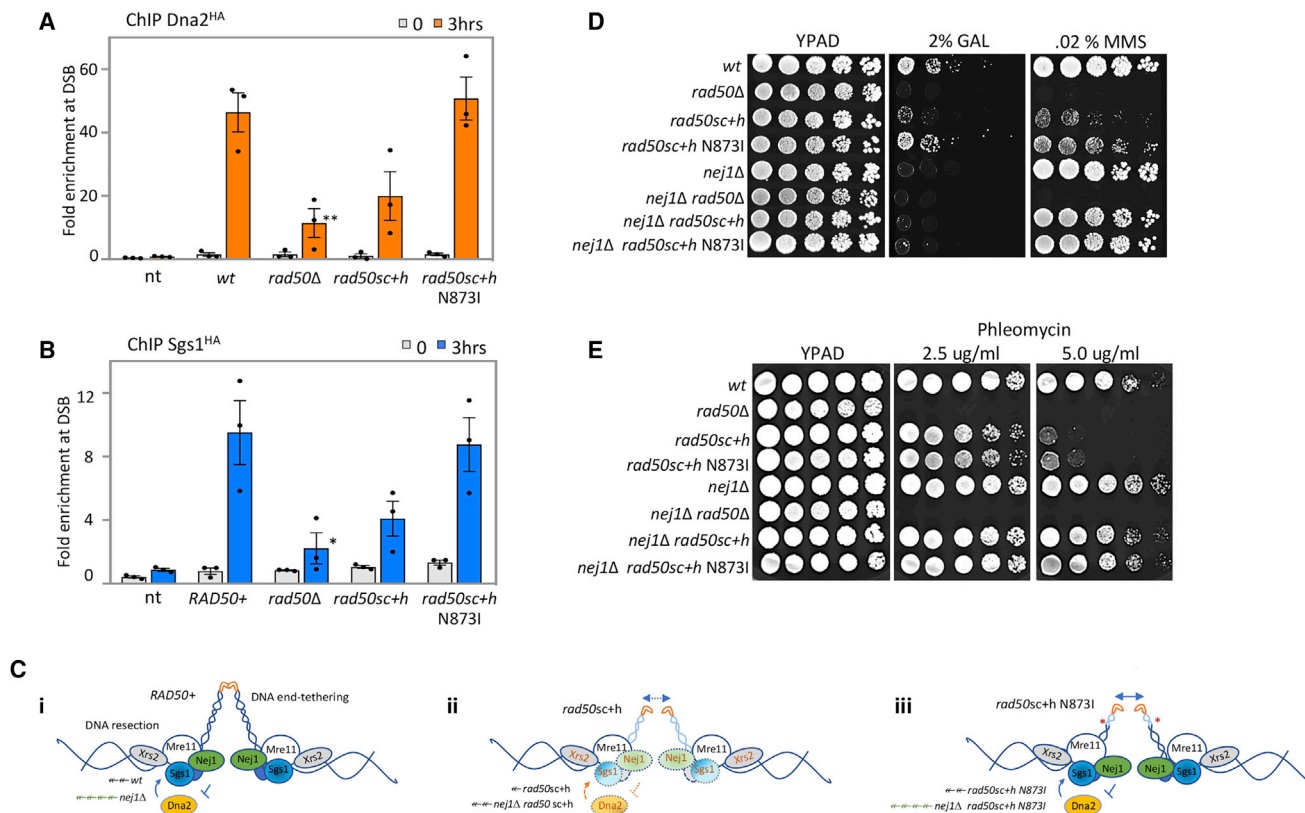 A
ChIP Dna2HA
0 3hrs
Fold enrichment at DSB
60
40
20
0
**
nt wt rad50Δ rad50sc+h rad50sc+h
N873I
B
ChIP Sgs1HA
0 3hrs
Fold enrichment at DSB
12
8
4
0
*
nt RAD50+ rad50Δ rad50sc+h rad50sc+h
N873I
D
YPAD 2% GAL .02 % MMS
wt
rad50Δ
rad50sc+h
rad50sc+h N873I
nej1Δ
nej1Δ rad50Δ
nej1Δ rad50sc+h
nej1Δ rad50sc+h N873I
E
Phleomycin
YPAD 2.5 ug/ml 5.0 ug/ml
wt
rad50Δ
rad50sc+h
rad50sc+h N873I
nej1Δ
nej1Δ rad50Δ
nej1Δ rad50sc+h
nej1Δ rad50sc+h N873I
C
i
RAD50+
DNA end-tethering
DNA resection
Xrs2 Mre11 Nej1 Nej1 Mre11 Xrs2
Sgs1 Sgs1
wt
nej1Δ
Dna2
ii
rad50sc+h
Xrs2 Mre11 Nej1 Nej1 Mre11 Xrs2
Sgs1 Sgs1
rad50sc+h
nej1Δ rad50 sc+h
Dna2
iii
rad50sc+h N873I
* *
Xrs2 Mre11 Mre11 Xrs2
Sgs1 Nej1 Nej1 Sgs1
rad50sc+h N873I
nej1Δ rad50sc+h N873I
Dna2